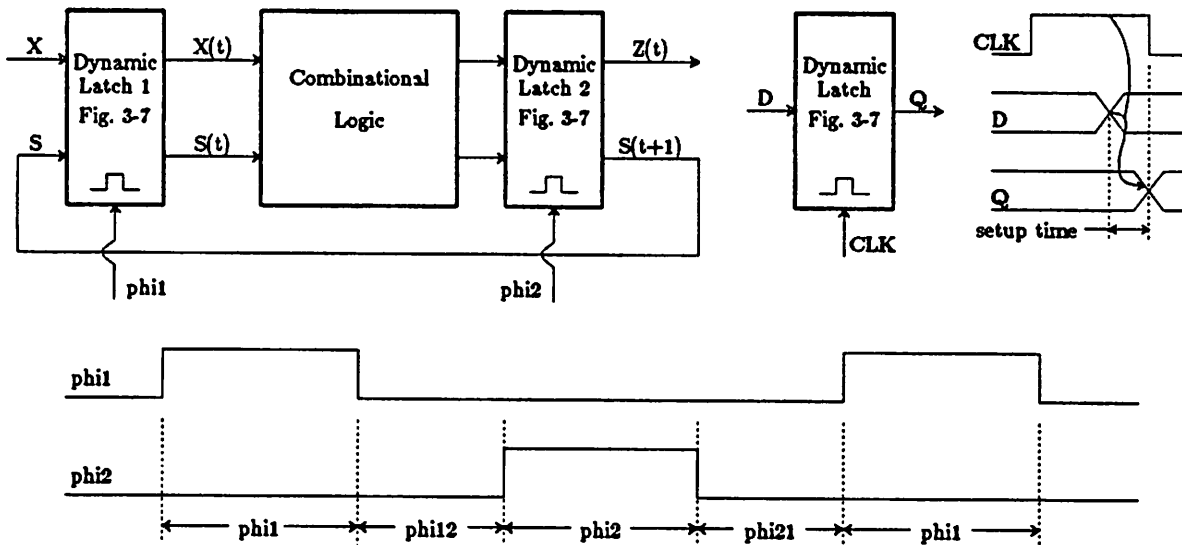 X
Dynamic
Latch 1
Fig. 3-7
X(t)
Combinational
Logic
Dynamic
Latch 2
Fig. 3-7
Z(t)
S
S(t)
S(t+1)
phi1
phi2
D
Dynamic
Latch
Fig. 3-7
Q
CLK
CLK
D
Q
setup time
phi1
phi2
phi1
phi12
phi2
phi21
phi1